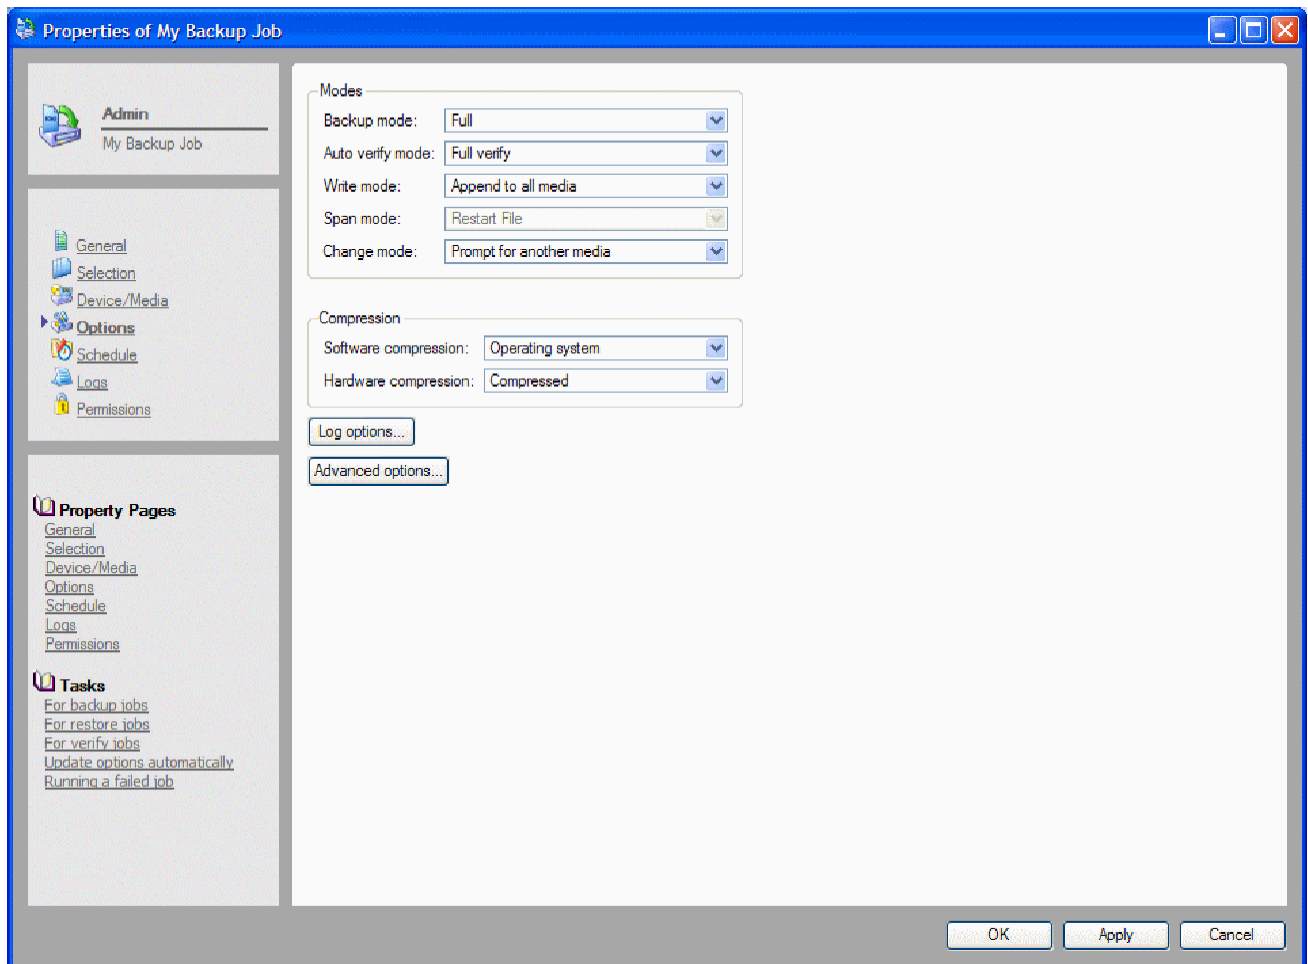 Properties of My Backup Job
Admin
My Backup Job
General
Selection
Device/Media
Options
Schedule
Logs
Permissions
Property Pages
General
Selection
Device/Media
Options
Schedule
Logs
Permissions
Tasks
For backup jobs
For restore jobs
For verify jobs
Update options automatically
Running a failed job
Modes
Backup mode: Full
Auto verify mode: Full verify
Write mode: Append to all media
Span mode: Restart File
Change mode: Prompt for another media
Compression
Software compression: Operating system
Hardware compression: Compressed
Log options...
Advanced options...
OK Apply Cancel